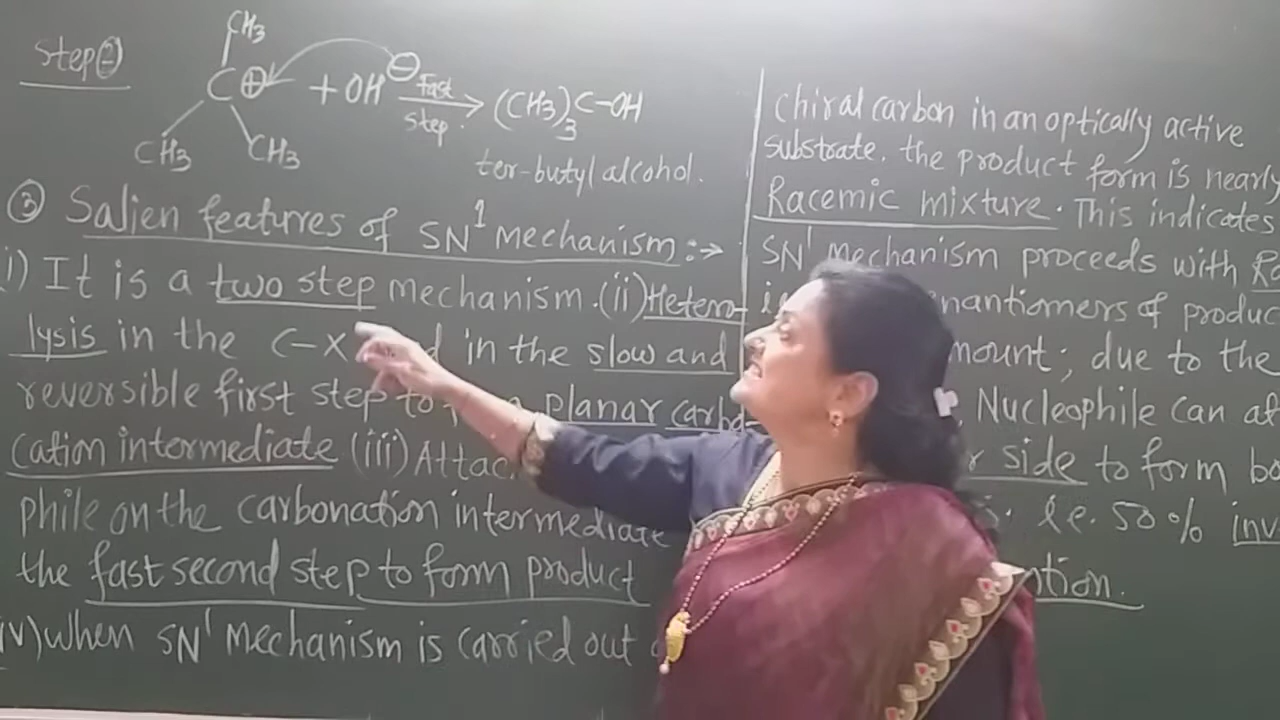 Step ②
CH3
C⊕ + OH⊖ Fast step. (CH3)3C-OH
CH3 CH3
ter-butyl alcohol.
③ Salien features of SN1 mechanism :→
i) It is a two step mechanism. (ii) Hetero-
lysis in the C-X in the slow and
reversible first step to planar carbo-
cation intermediate (iii) Attac
phile on the carbonation intermediate
the fast second step to form product
(iv) When SN1 Mechanism is carried out
Chiral carbon in an optically active
substrate. the product form is nearly
Racemic mixture. This indicates
SN1 mechanism proceeds with
enantiomers of produc
mount; due to the
Nucleophile can at
side to form bo
. ie. 50% inv
ntion.